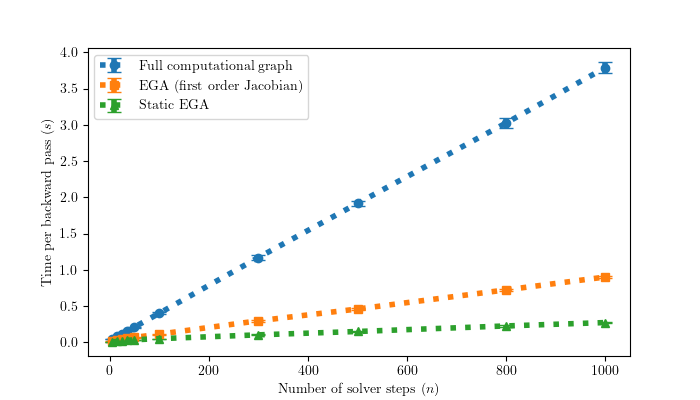 4.0
3.5
3.0
2.5
2.0
1.5
1.0
0.5
0.0
Time per backward pass (s)
Full computational graph
EGA (first order Jacobian)
Static EGA
0 200 400 600 800 1000
Number of solver steps (n)